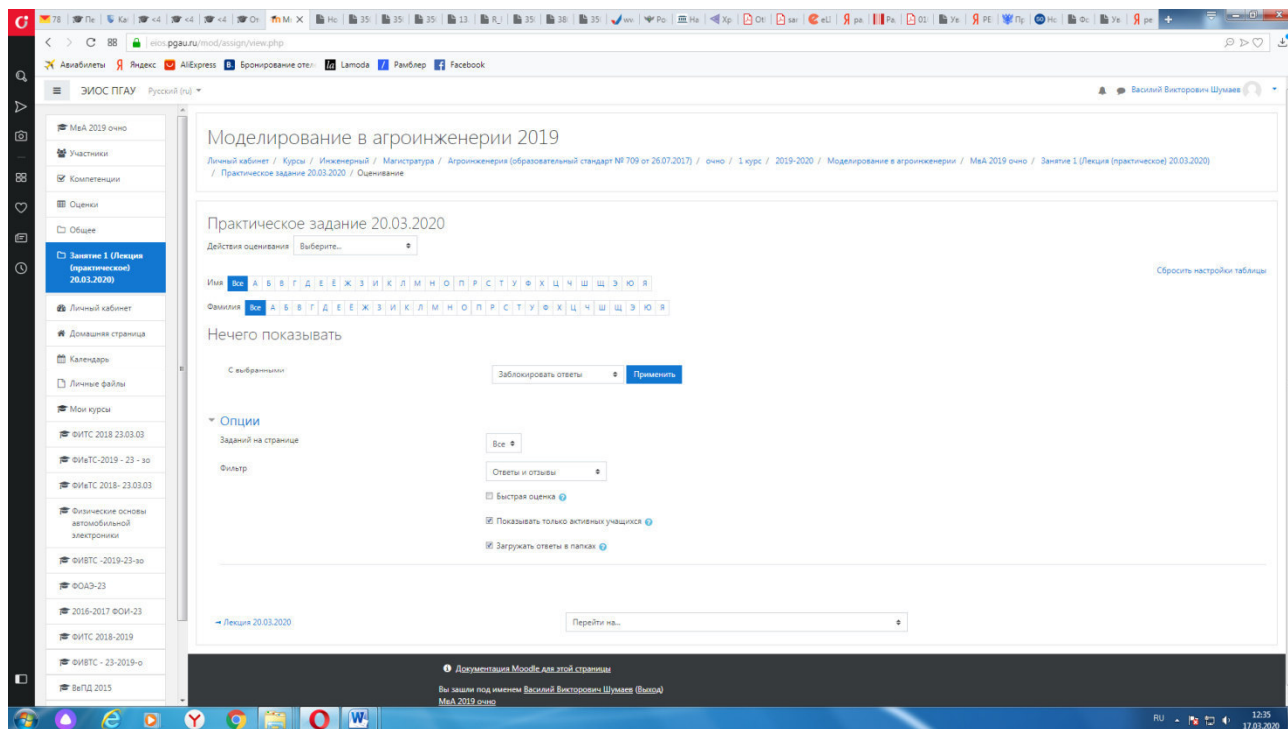 eios.pgau.ru/mod/assign/view.php
Авиабилеты Яндекс AliExpress Бронирование отел Lamoda Рамблер Facebook
ЭИОС ПГАУ Русский (ru) Василий Викторович Шумаев
МвА 2019 очно
Участники
Компетенции
Оценки
Общее
Занятие 1 (Лекция
(практическое)
20.03.2020)
Личный кабинет
Домашняя страница
Календарь
Личные файлы
Мои курсы
ФИТС 2018 23.03.03
ФИвТС-2019 - 23 - зо
ФИвТС 2018- 23.03.03
Физические основы
автомобильной
электроники
ФИВТС -2019-23-зо
ФОАЭ-23
2016-2017 ФОИ-23
ФИТС 2018-2019
ФИВТС - 23-2019-о
ВвПД 2015
Моделирование в агроинженерии 2019
Личный кабинет / Курсы / Инженерный / Магистратура / Агроинженерия (образовательный стандарт № 709 от 26.07.2017) / очно / 1 курс / 2019-2020 / Моделирование в агроинженерии / МвА 2019 очно / Занятие 1 (Лекция (практическое) 20.03.2020)
/ Практическое задание 20.03.2020 / Оценивание
Практическое задание 20.03.2020
Действия оценивания Выберите...
Сбросить настройки таблицы
Имя Все А Б В Г Д Е Ё Ж З И К Л М Н О П Р С Т У Ф Х Ц Ч Ш Щ Э Ю Я
Фамилия Все А Б В Г Д Е Ё Ж З И К Л М Н О П Р С Т У Ф Х Ц Ч Ш Щ Э Ю Я
Нечего показывать
С выбранными Заблокировать ответы Применить
Опции
Заданий на странице Все
Фильтр Ответы и отзывы
Быстрая оценка
Показывать только активных учащихся
Загружать ответы в папках
→ Лекция 20.03.2020 Перейти на...
Документация Moodle для этой страницы
Вы зашли под именем Василий Викторович Шумаев (Выход)
МвА 2019 очно
RU 12:35
17.03.2020